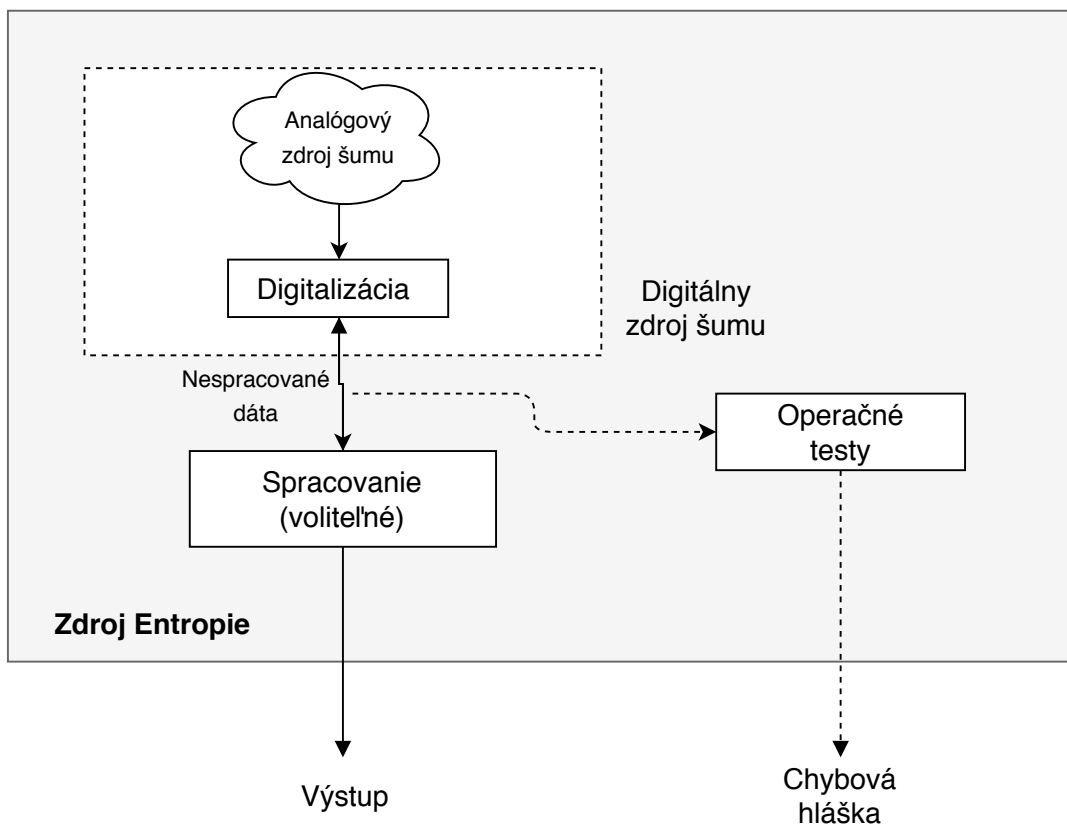 Analógový
zdroj šumu
Digitalizácia
Digitálny
zdroj šumu
Nespracované
dáta
Operačné
testy
Spracovanie
(voliteľné)
Zdroj Entropie
Výstup
Chybová
hláška